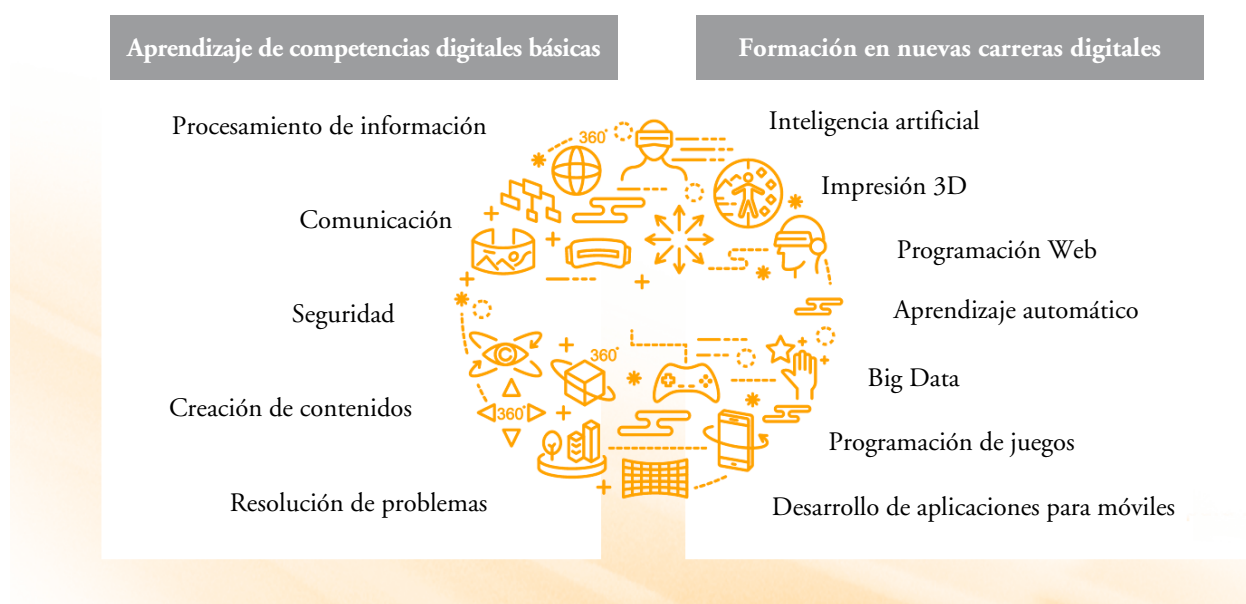 Aprendizaje de competencias digitales básicas
Procesamiento de información
Comunicación
Seguridad
Creación de contenidos
Resolución de problemas
Formación en nuevas carreras digitales
Inteligencia artificial
Impresión 3D
Programación Web
Aprendizaje automático
Big Data
Programación de juegos
Desarrollo de aplicaciones para móviles
360°
C
360°
360°